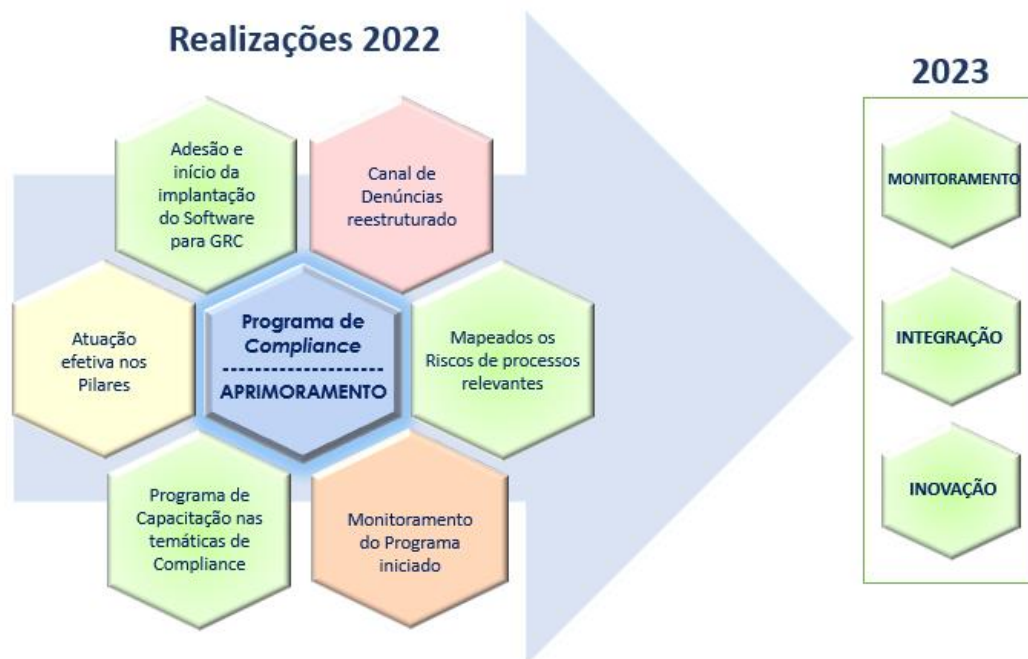 Realizações 2022
2023
Adesão e
início da
implantação
do Software
para GRC
Canal de
Denúncias
reestruturado
Atuação
efetiva nos
Pilares
Programa de
Compliance
APRIMORAMENTO
Mapeados os
Riscos de processos
relevantes
Programa de
Capacitação nas
temáticas de
Compliance
Monitoramento
do Programa
iniciado
MONITORAMENTO
INTEGRAÇÃO
INOVAÇÃO